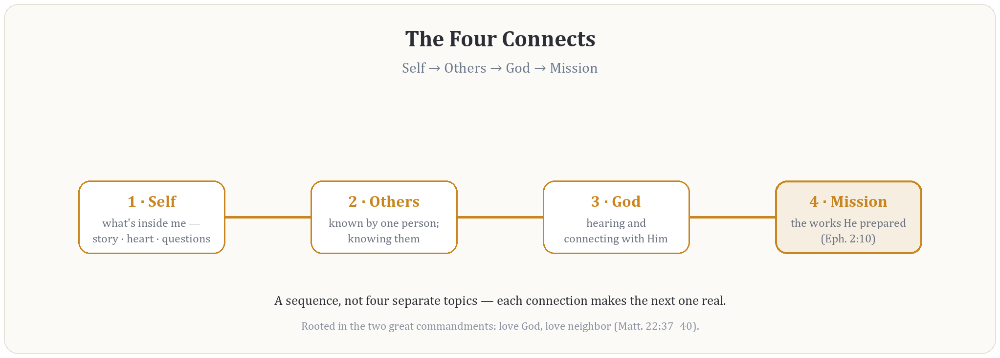 The Four Connects
Self → Others → God → Mission
1 · Self
what's inside me —
story · heart · questions
2 · Others
known by one person;
knowing them
3 · God
hearing and
connecting with Him
4 · Mission
the works He prepared
(Eph. 2:10)
A sequence, not four separate topics — each connection makes the next one real.
Rooted in the two great commandments: love God, love neighbor (Matt. 22:37–40).